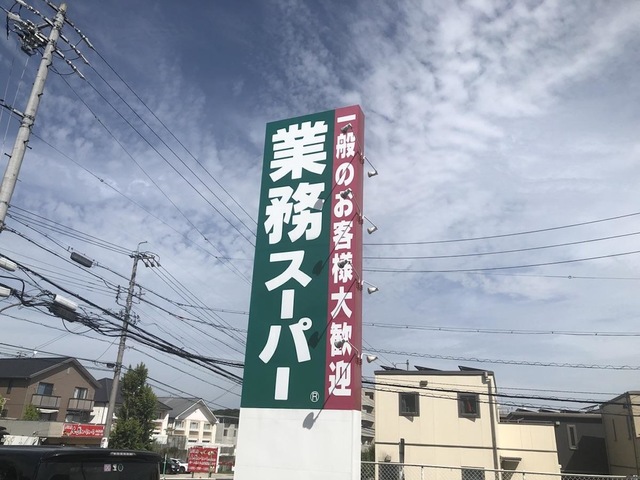 一般のお客様大歓迎
業務スーパー
®